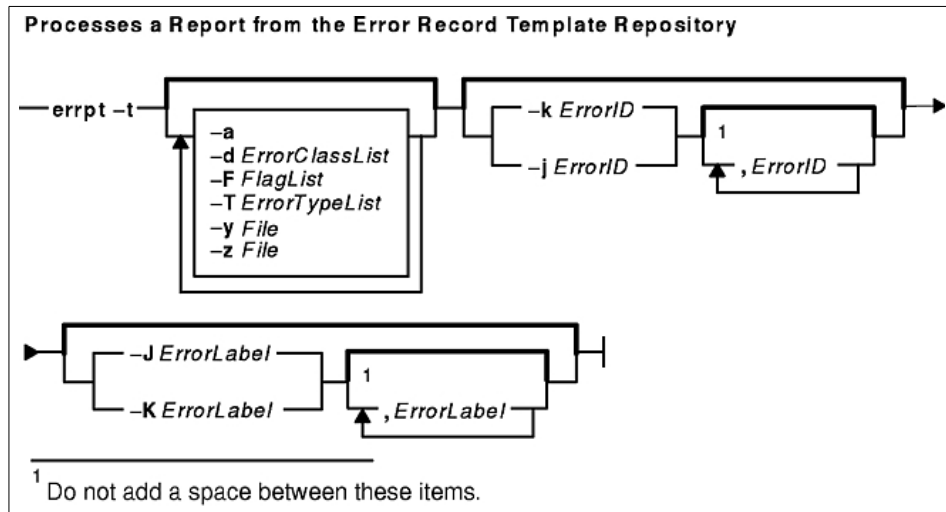 Processes a Report from the Error Record Template Repository
errpt –t
–a
–d ErrorClassList
–F FlagList
–T ErrorTypeList
–y File
–z File
–k ErrorID
–j ErrorID
1
, ErrorID
–J ErrorLabel
–K ErrorLabel
1
, ErrorLabel
1 Do not add a space between these items.